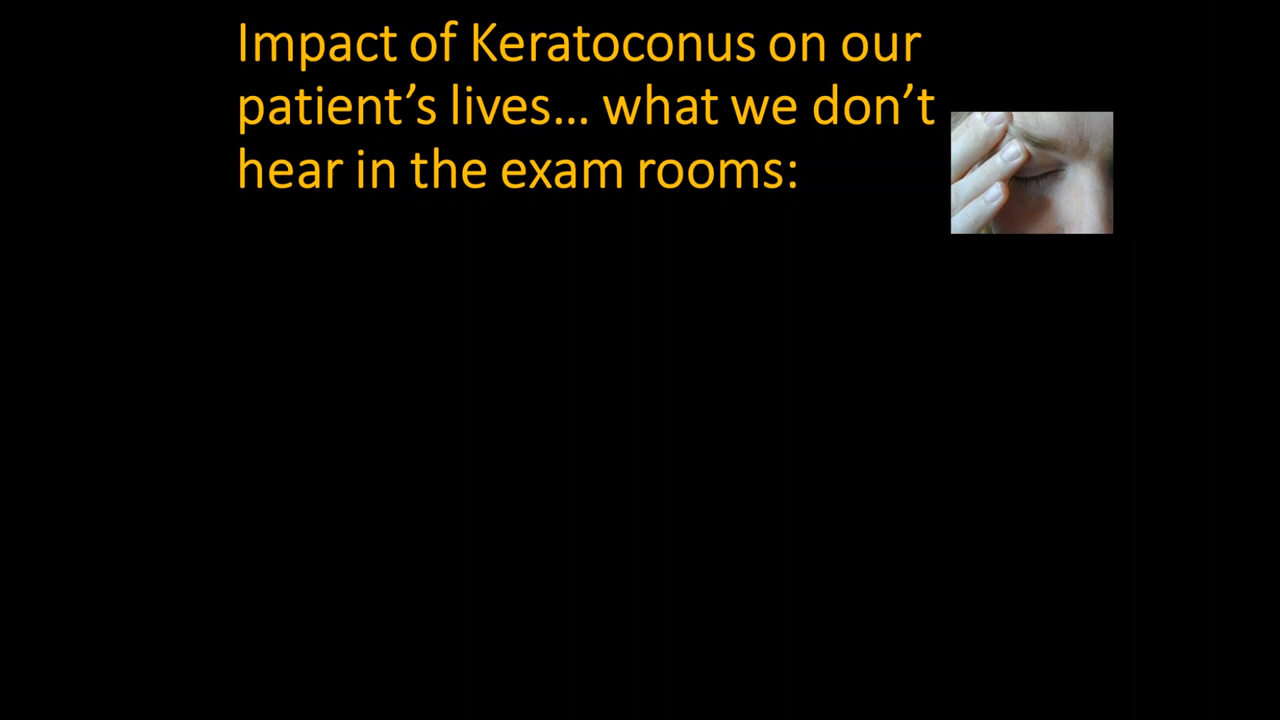 Impact of Keratoconus on our
patient’s lives… what we don’t
hear in the exam rooms: